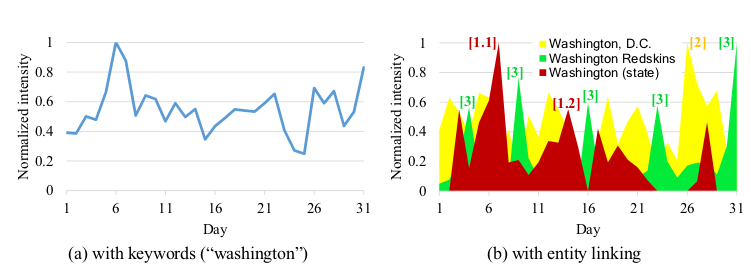 Normalized intensity
1
0.8
0.6
0.4
0.2
0
1 6 11 16 21 26 31
Day
(a) with keywords ("washington")
Normalized intensity
1
0.8
0.6
0.4
0.2
0
[1.1]
[3]
[3]
[1.2]
[3]
[3]
[2]
[3]
Washington, D.C.
Washington Redskins
Washington (state)
1 6 11 16 21 26 31
Day
(b) with entity linking